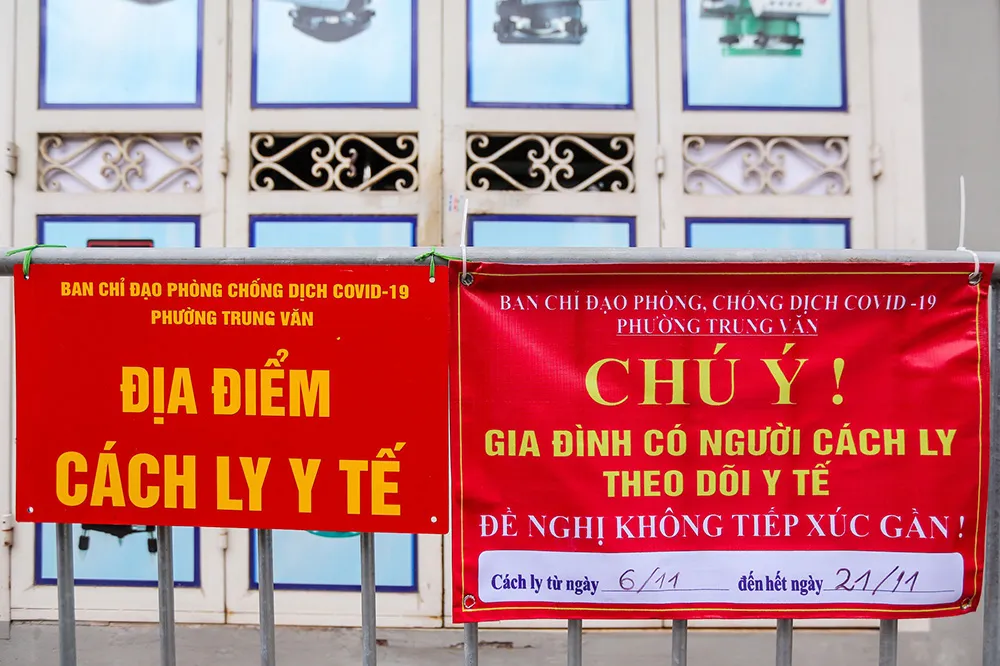 BAN CHỈ ĐẠO PHÒNG CHỐNG DỊCH COVID-19
PHƯỜNG TRUNG VĂN
ĐỊA ĐIỂM
CÁCH LY Y TẾ
BAN CHỈ ĐẠO PHÒNG, CHỐNG DỊCH COVID -19
PHƯỜNG TRUNG VĂN
CHÚ Ý !
GIA ĐÌNH CÓ NGƯỜI CÁCH LY
THEO DÕI Y TẾ
ĐỀ NGHỊ KHÔNG TIẾP XÚC GẦN !
Cách ly từ ngày 6/11 đến hết ngày 21/11